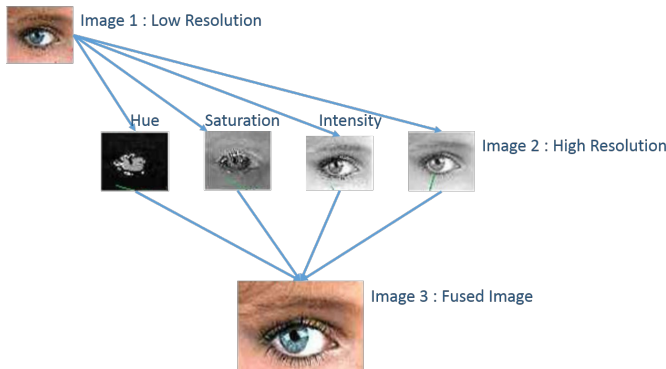 Image 1 : Low Resolution
Hue
Saturation
Intensity
Image 2 : High Resolution
Image 3 : Fused Image